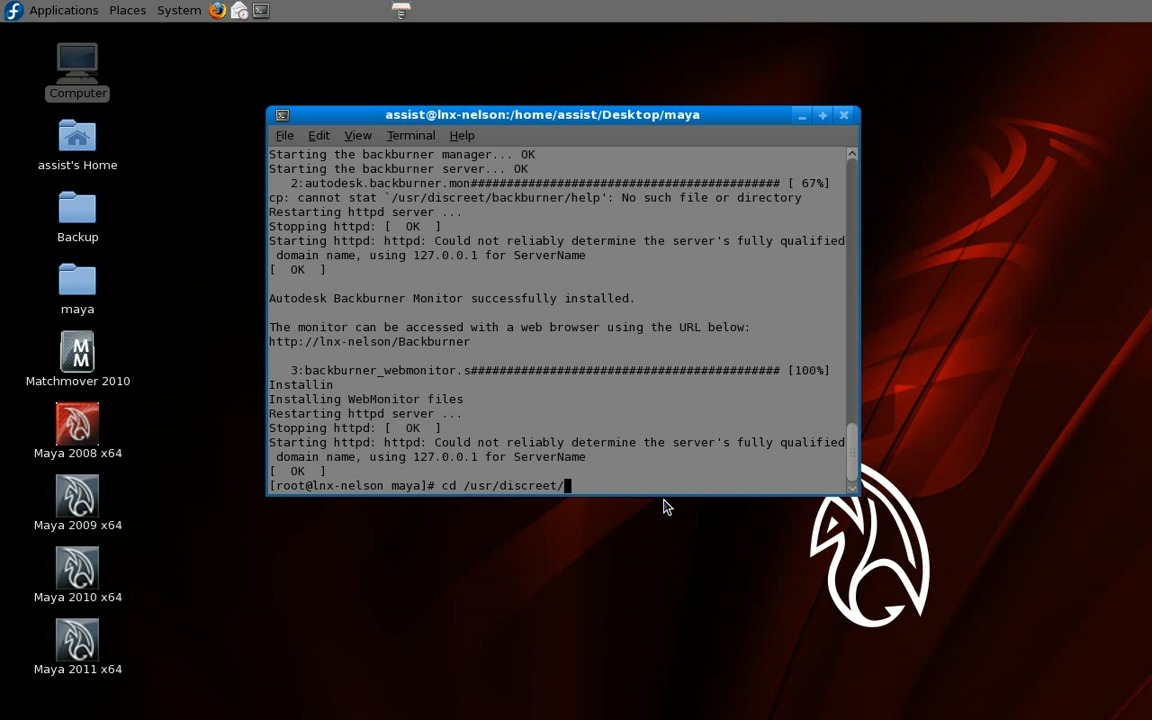 Applications Places System
Computer
assist's Home
Backup
maya
MM
Matchmover 2010
Maya 2008 x64
Maya 2009 x64
Maya 2010 x64
Maya 2011 x64
assist@lnx-nelson:/home/assist/Desktop/maya
File Edit View Terminal Help
Starting the backburner manager... OK
Starting the backburner server... OK
2:autodesk.backburner.mon########################################### [ 67%]
cp: cannot stat `/usr/discreet/backburner/help': No such file or directory
Restarting httpd server ...
Stopping httpd: [  OK  ]
Starting httpd: httpd: Could not reliably determine the server's fully qualified
domain name, using 127.0.0.1 for ServerName
[  OK  ]
Autodesk Backburner Monitor successfully installed.
The monitor can be accessed with a web browser using the URL below:
http://lnx-nelson/Backburner
3:backburner_webmonitor.s########################################### [100%]
Installin
Installing WebMonitor files
Restarting httpd server ...
Stopping httpd: [  OK  ]
Starting httpd: httpd: Could not reliably determine the server's fully qualified
domain name, using 127.0.0.1 for ServerName
[  OK  ]
[root@lnx-nelson maya]# cd /usr/discreet/